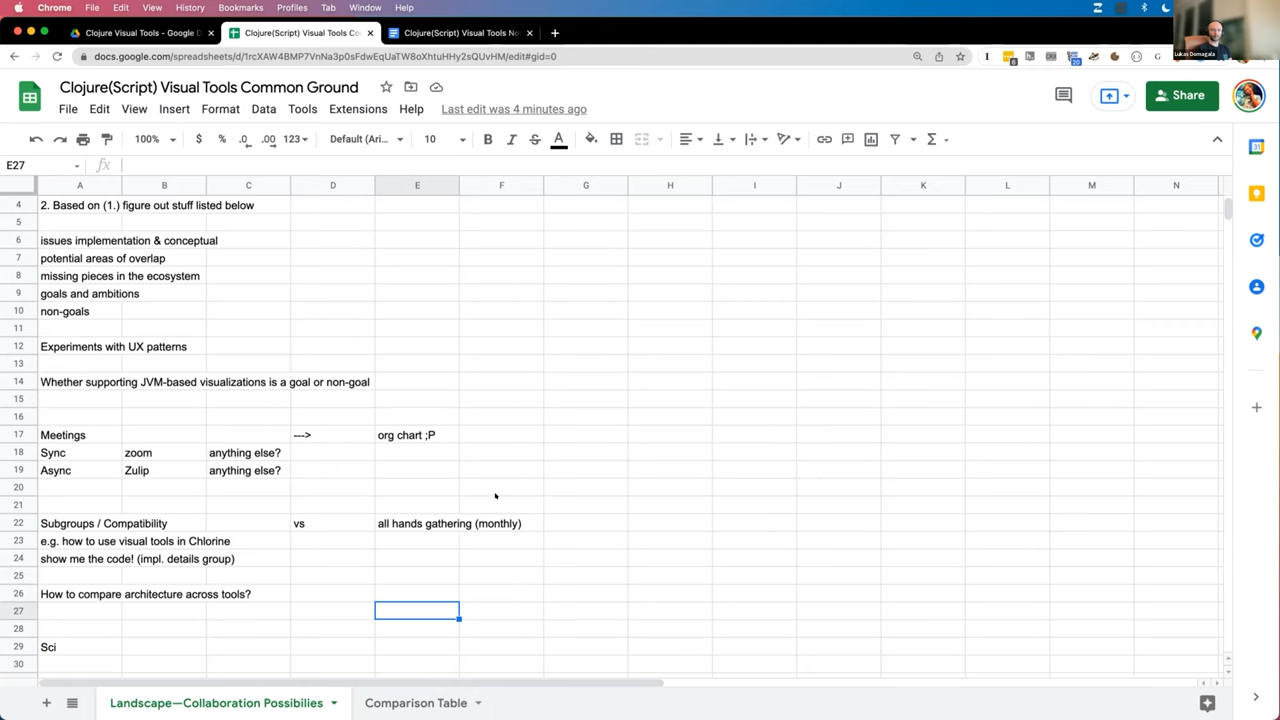 Chrome File Edit View History Bookmarks Profiles Tab Window Help
Clojure Visual Tools - Google D
Clojure(Script) Visual Tools Co
Clojure(Script) Visual Tools No
docs.google.com/spreadsheets/d/1rcXAW4BMP7VnNa3p0sFdwEqUaTW8oXhtuHHy2sQUvHM/edit#gid=0
Lukas Domagala
Clojure(Script) Visual Tools Common Ground
File Edit View Insert Format Data Tools Extensions Help Last edit was 4 minutes ago
Share
100% $ % .0 .00 123 Default (Ari... 10 B I S A
E27 fx
A B C D E F G H I J K L M N
4 2. Based on (1.) figure out stuff listed below
5
6 issues implementation & conceptual
7 potential areas of overlap
8 missing pieces in the ecosystem
9 goals and ambitions
10 non-goals
11
12 Experiments with UX patterns
13
14 Whether supporting JVM-based visualizations is a goal or non-goal
15
16
17 Meetings ---> org chart ;P
18 Sync zoom anything else?
19 Async Zulip anything else?
20
21
22 Subgroups / Compatibility vs all hands gathering (monthly)
23 e.g. how to use visual tools in Chlorine
24 show me the code! (impl. details group)
25
26 How to compare architecture across tools?
27
28
29 Sci
30
Landscape—Collaboration Possibilies Comparison Table